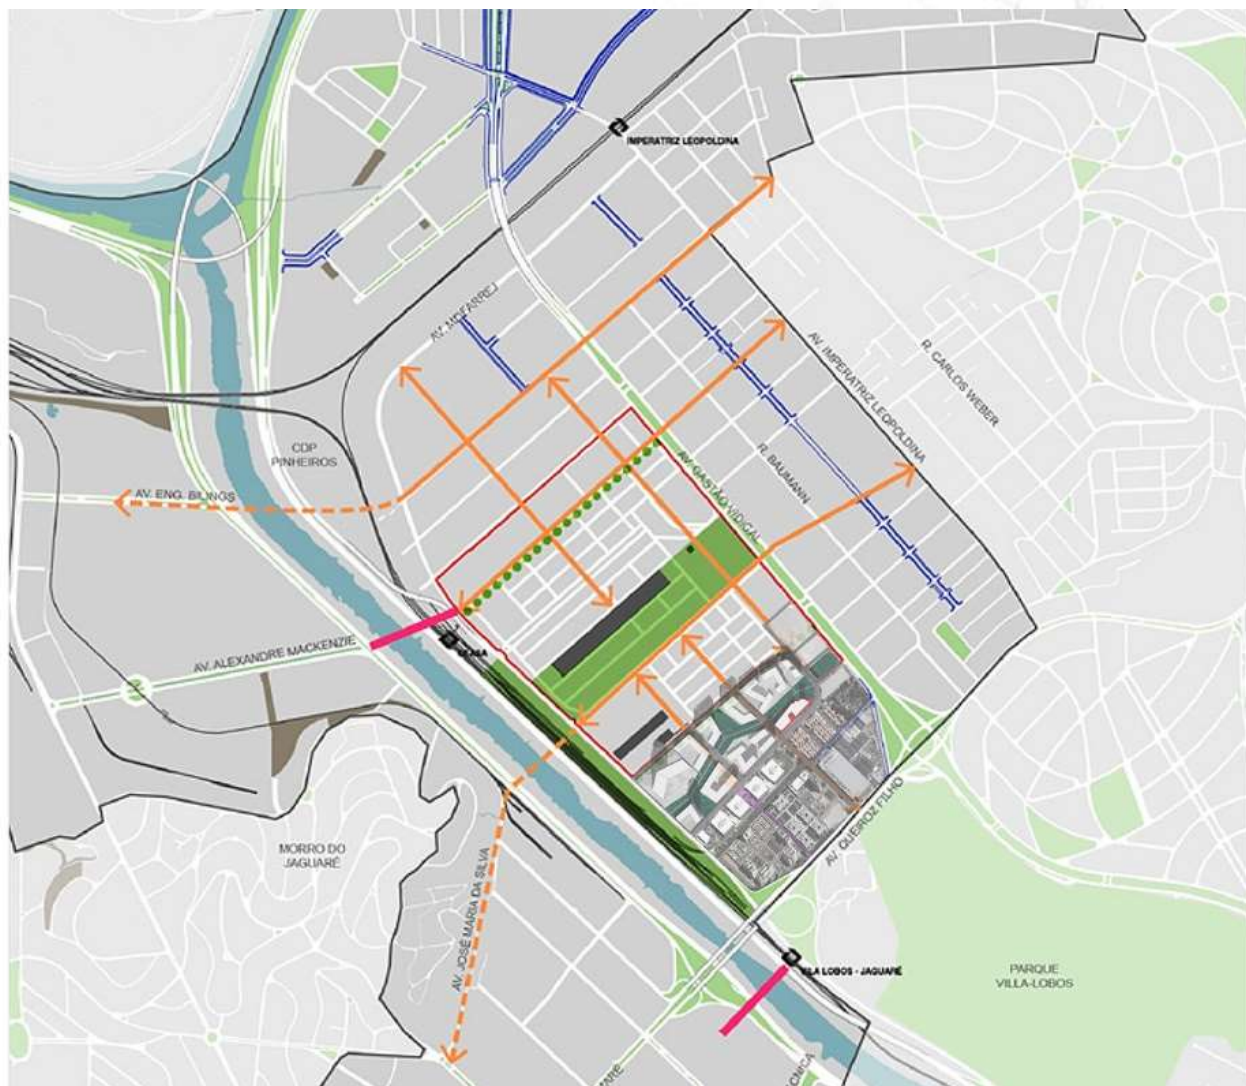 IMPERATRIZ LEOPOLDINA
AV. MOFARREJ
AV. IMPERATRIZ LEOPOLDINA
R. CARLOS WEBER
CDP
PINHEIROS
AV. GASTÃO VIDIGAL
R. BAUMANN
AV. ENG. BILINGS
AV. ALEXANDRE MACKENZIE
CEASA
MORRO DO
JAGUARÉ
AV. QUEIROZ FILHO
AV. JOSÉ MARIA DA SILVA
VILA LOBOS - JAGUARÉ
PARQUE
VILLA-LOBOS